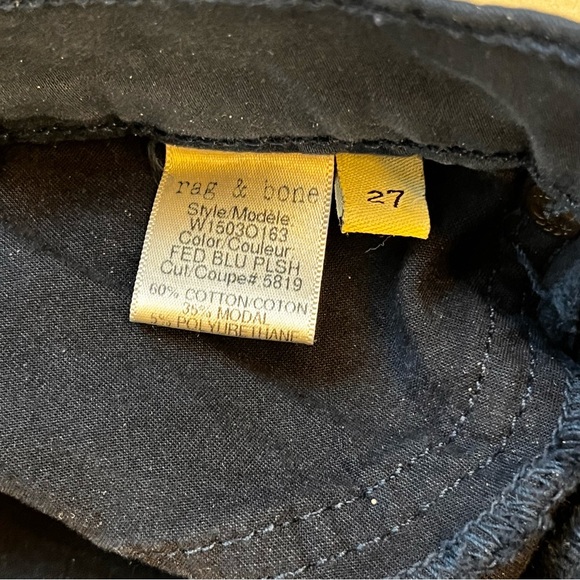 rag & bone
Style/Modèle
W1503O163
Color/Couleur
FED BLU PLSH
Cut/Coupe# 5819
60% COTTON/COTON
35% MODAL
5% POLYURETHANE
27